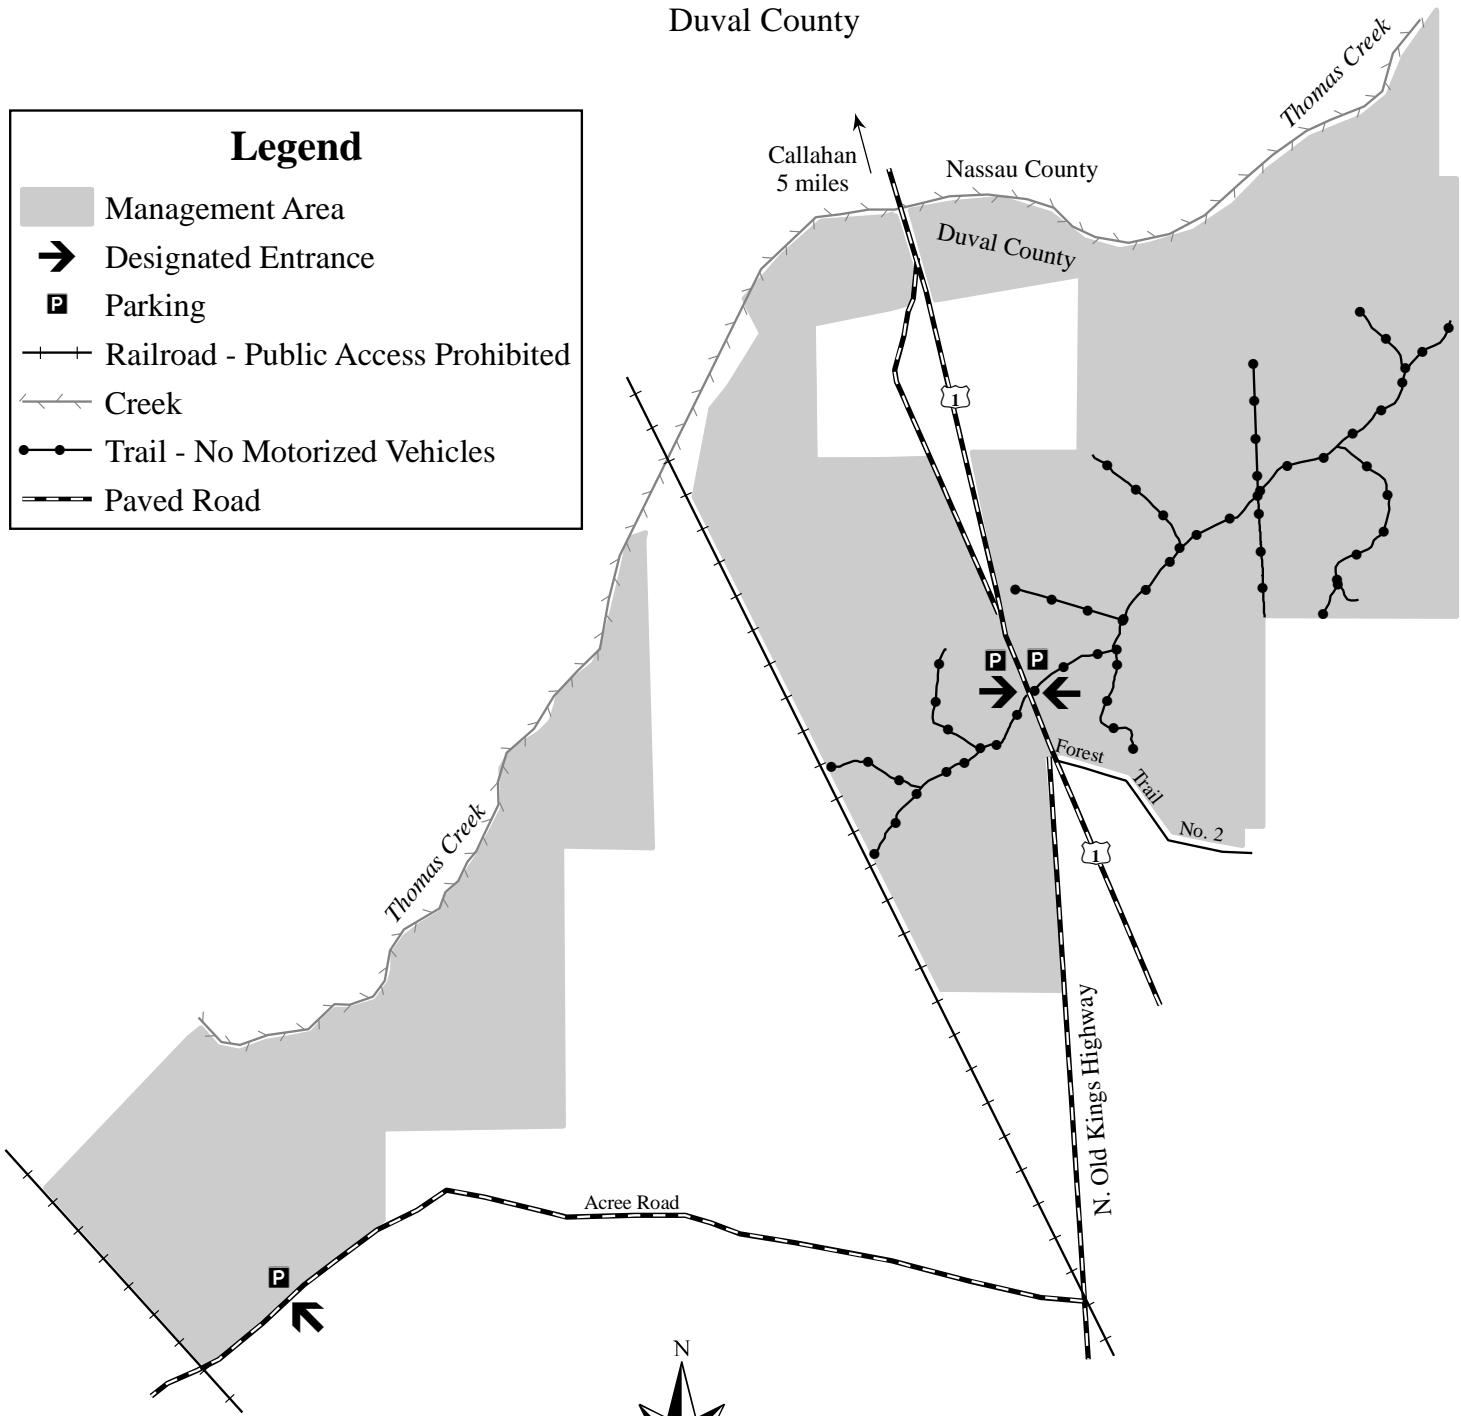 Duval County
Thomas Creek
Legend
Management Area
Designated Entrance
P Parking
Railroad - Public Access Prohibited
Creek
Trail - No Motorized Vehicles
Paved Road
Callahan
5 miles
Nassau County
Duval County
1
P P
Forest Trail No. 2
1
Thomas Creek
N. Old Kings Highway
Acree Road
P
N